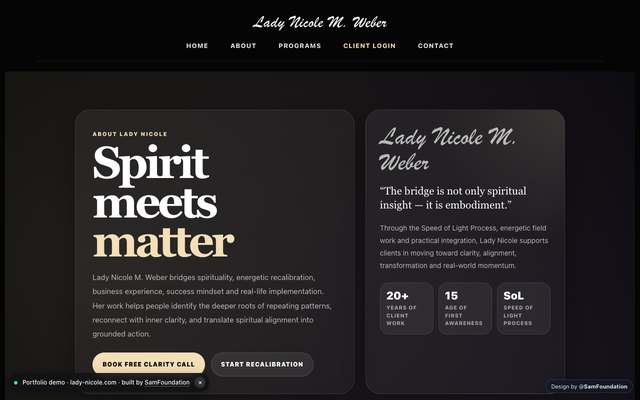 Lady Nicole M. Weber
HOME ABOUT PROGRAMS CLIENT LOGIN CONTACT
ABOUT LADY NICOLE
Spirit
meets
matter
Lady Nicole M. Weber bridges spirituality, energetic recalibration,
business experience, success mindset and real-life implementation.
Her work helps people identify the deeper roots of repeating patterns,
reconnect with inner clarity, and translate spiritual alignment into
grounded action.
BOOK FREE CLARITY CALL START RECALIBRATION
Lady Nicole M.
Weber
“The bridge is not only spiritual
insight — it is embodiment.”
Through the Speed of Light Process, energetic field
work and practical integration, Lady Nicole supports
clients in moving toward clarity, alignment,
transformation and real-world momentum.
20+
YEARS OF
CLIENT
WORK
15
AGE OF
FIRST
AWARENESS
SoL
SPEED OF
LIGHT
PROCESS
Portfolio demo · lady-nicole.com · built by SamFoundation ×
Design by @SamFoundation